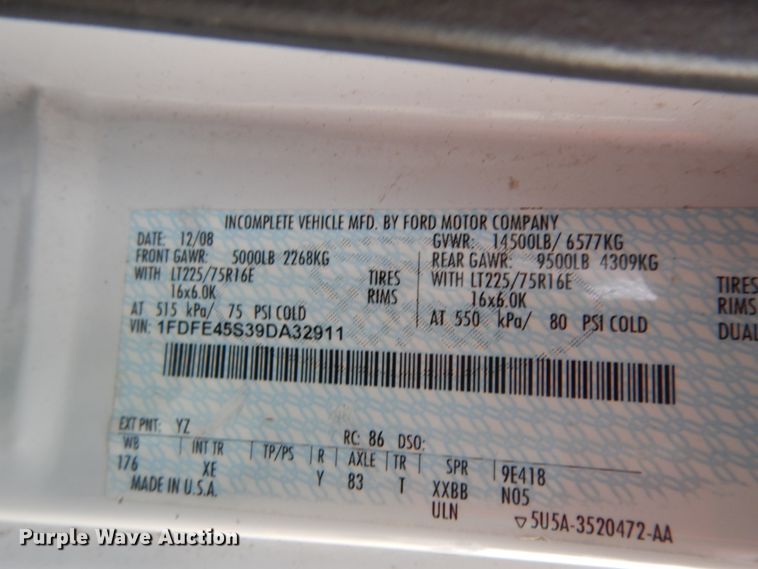 INCOMPLETE VEHICLE MFD. BY FORD MOTOR COMPANY
DATE: 12/08 GVWR: 14500LB/ 6577KG
FRONT GAWR: 5000LB 2268KG REAR GAWR: 9500LB 4309KG
WITH LT225/75R16E TIRES WITH LT225/75R16E TIRES
16x6.0K RIMS 16x6.0K RIMS
AT 515 kPa/ 75 PSI COLD AT 550 kPa/ 80 PSI COLD DUAL
VIN: 1FDFE45S39DA32911
EXT PNT: YZ RC: 86 DSO:
WB INT TR TP/PS R AXLE TR SPR 9E418
176 XE Y 83 T XXBB N05
MADE IN U.S.A. ULN ▽5U5A-3520472-AA
Purple Wave Auction